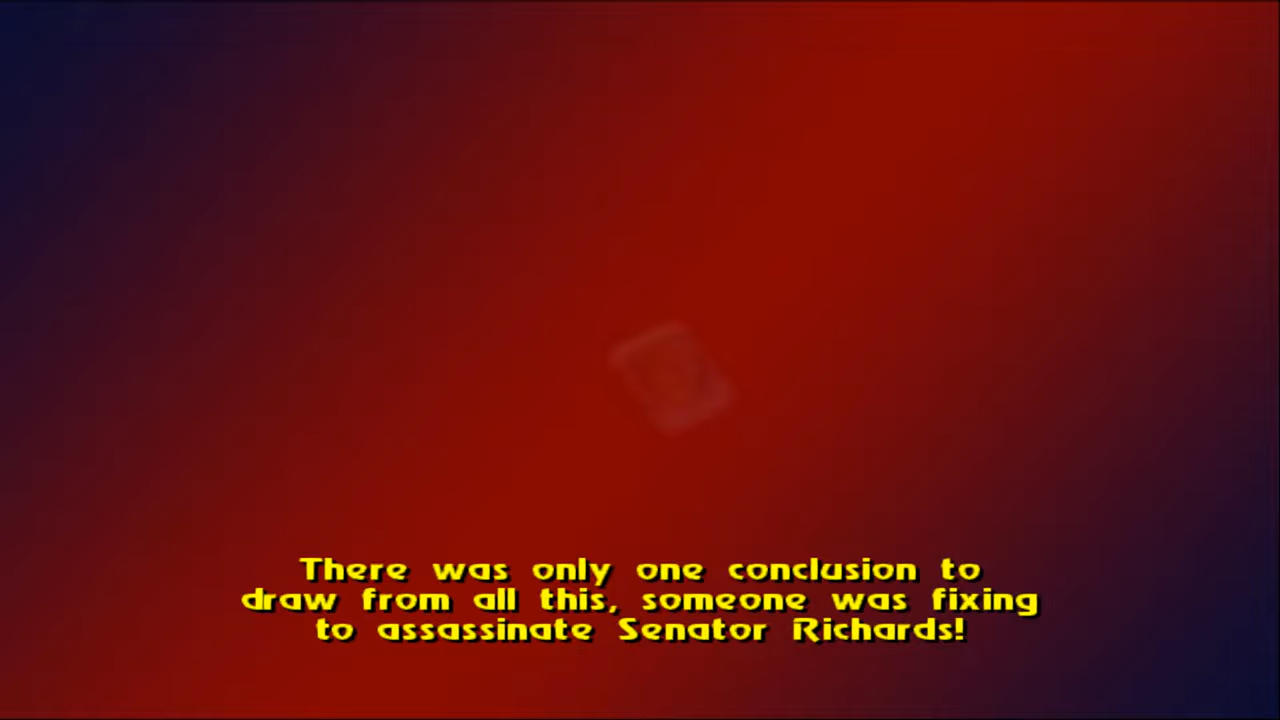 There was only one conclusion to
draw from all this, someone was fixing
to assassinate Senator Richards!